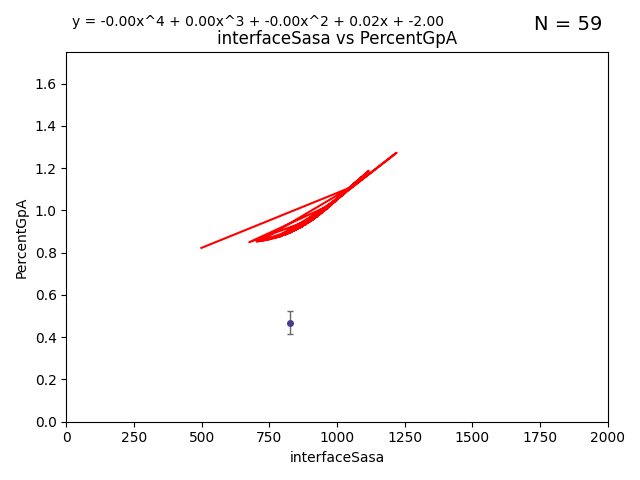 y = -0.00x^4 + 0.00x^3 + -0.00x^2 + 0.02x + -2.00
N = 59
interfaceSasa vs PercentGpA
PercentGpA
1.6
1.4
1.2
1.0
0.8
0.6
0.4
0.2
0.0
0 250 500 750 1000 1250 1500 1750 2000
interfaceSasa